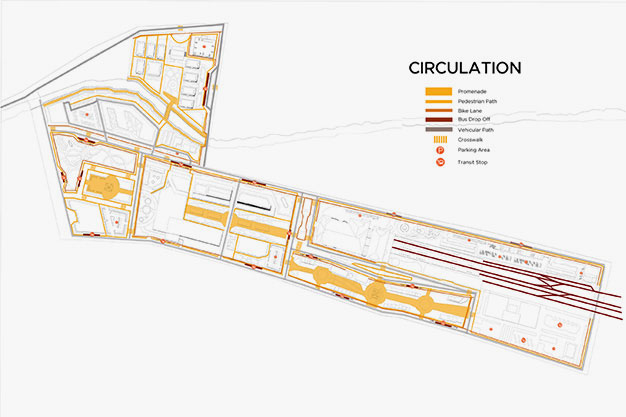 CIRCULATION
Promenade
Pedestrian Path
Bike Lane
Bus Drop Off
Vehicular Path
Crosswalk
P Parking Area
Transit Stop